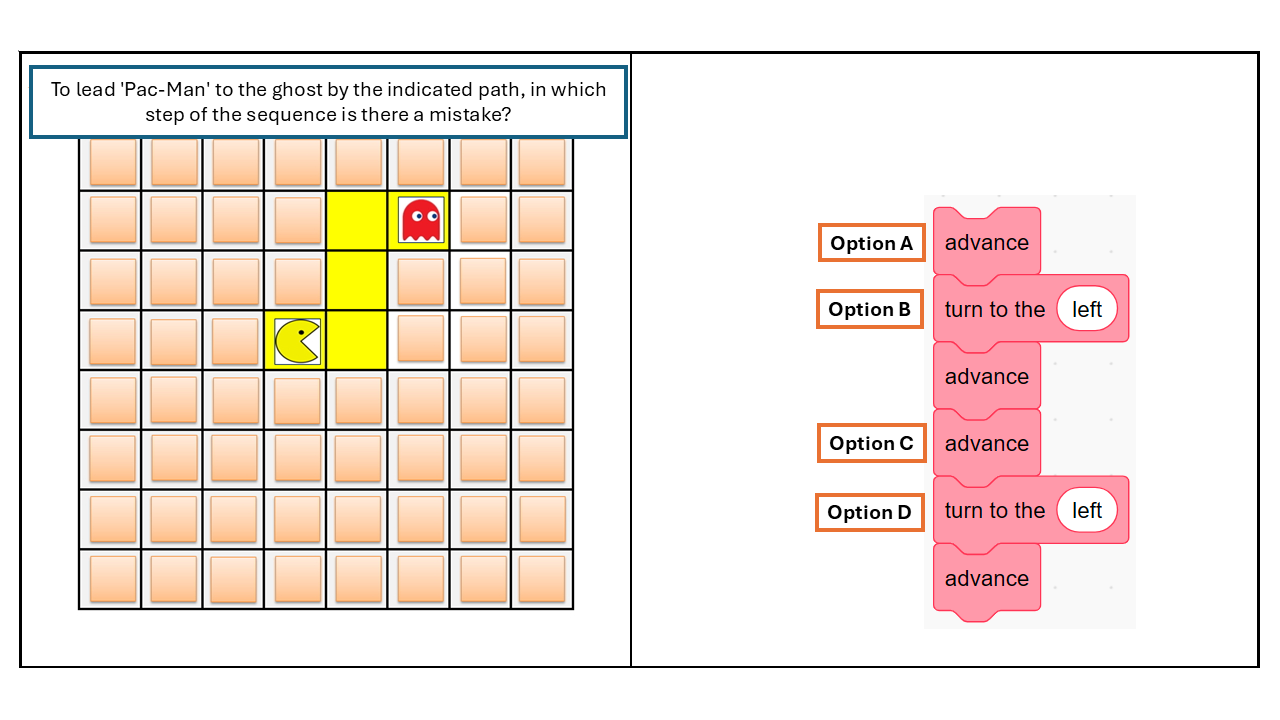 To lead 'Pac-Man' to the ghost by the indicated path, in which
step of the sequence is there a mistake?
Option A
advance
Option B
turn to the left
advance
Option C
advance
Option D
turn to the left
advance